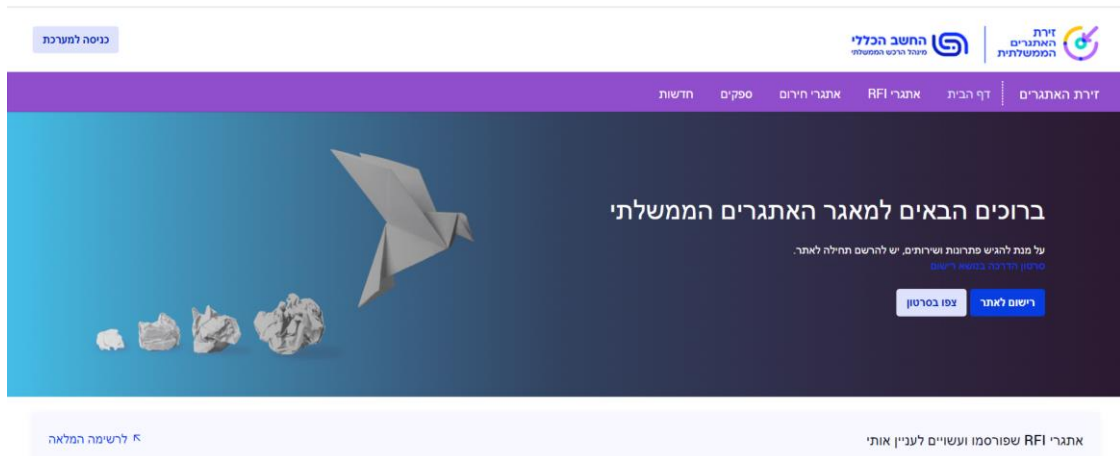 זירת
האתגרים
הממשלתית
החשב הכללי
מינהל הרכש הממשלתי
כניסה למערכת
זירת האתגרים דף הבית אתגרי RFI אתגרי חירום ספקים חדשות
ברוכים הבאים למאגר האתגרים הממשלתי
על מנת להגיש פתרונות ושירותים, יש להרשם תחילה לאתר.
סרטון הדרכה בנושא רישום
רישום לאתר צפו בסרטון
אתגרי RFI שפורסמו ועשויים לעניין אותי
לרשימה המלאה